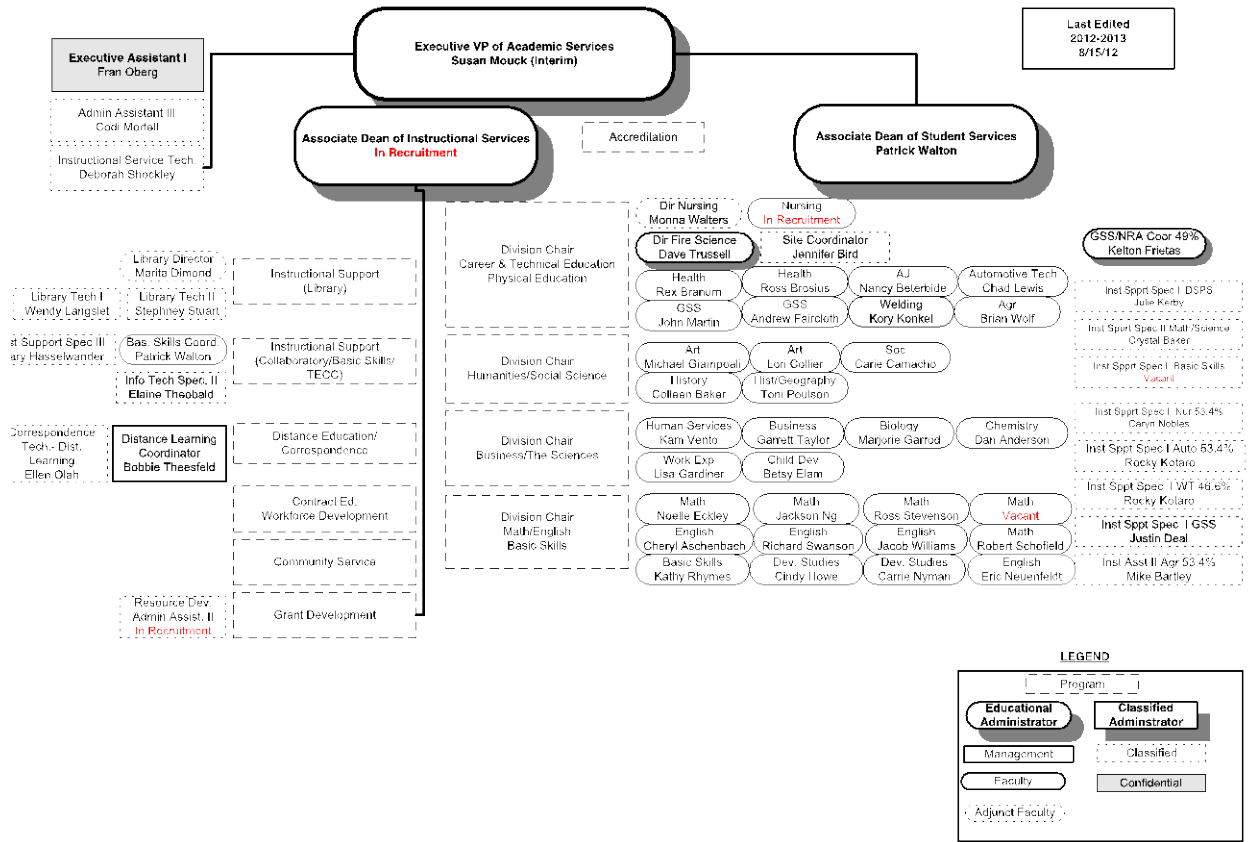 Executive VP of Academic Services
Susan Mouck (Interim)
Last Edited
2012-2013
8/15/12
Executive Assistant I
Fran Oberg
Admin Assistant III
Codi Mortell
Instructional Service Tech.
Deborah Shockley
Associate Dean of Instructional Services
In Recruitment
Accreditation
Associate Dean of Student Services
Patrick Walton
Library Director
Marita Dimond
Library Tech I
Wendy Langslet
Library Tech II
Stephney Stuart
Instructional Support
(Library)
st Support Spec III
ary Hasselwander
Bas. Skills Coord.
Patrick Walton
Info Tech Spec. II
Elaine Theobald
Instructional Support
(Collaboratory/Basic Skills/
TECC)
Correspondence
Tech.- Dist.
Learning
Ellen Olah
Distance Learning
Coordinator
Bobbie Theesfeld
Distance Education/
Correspondence
Contract Ed.
Workforce Development
Community Service
Resource Dev.
Admin Assist. II
In Recruitment
Grant Development
Division Chair
Career & Technical Education
Physical Education
Dir Nursing
Monna Walters
Nursing
In Recruitment
Dir Fire Science
Dave Trussell
Site Coordinator
Jennifer Bird
Health
Rex Branum
Health
Ross Brosius
AJ
Nancy Beterbide
Automotive Tech
Chad Lewis
GSS
John Martin
GSS
Andrew Faircloth
Welding
Kory Konkel
Agr
Brian Wolf
Division Chair
Humanities/Social Science
Art
Michael Giampoali
Art
Lori Collier
Soc
Carie Camacho
History
Colleen Baker
Hist/Geography
Toni Poulson
Division Chair
Business/The Sciences
Human Services
Kam Vento
Business
Garrett Taylor
Biology
Marjorie Garrod
Chemistry
Dan Anderson
Work Exp
Lisa Gardiner
Child Dev
Betsy Elam
Division Chair
Math/English
Basic Skills
Math
Noelle Eckley
Math
Jackson Ng
Math
Ross Stevenson
Math
Vacant
English
Cheryl Aschenbach
English
Richard Swanson
English
Jacob Williams
Math
Robert Schofield
Basic Skills
Kathy Rhymes
Dev. Studies
Cindy Howe
Dev. Studies
Carrie Nyman
English
Eric Neuenfeldt
GSS/NRA Coor 49%
Kelton Frietas
Inst Spprt Spec I DSPS
Julie Kerby
Inst Spprt Spec II Math/Science
Crystal Baker
Inst Spprt Spec I Basic Skills
Vacant
Inst Spprt Spec I Nur 53.4%
Caryn Nobles
Inst Sppt Spec I Auto 53.4%
Rocky Kotaro
Inst Sppt Spec I WT 46.6%
Rocky Kotaro
Inst Sppt Spec I GSS
Justin Deal
Inst Asst II Agr 53.4%
Mike Bartley
LEGEND
Program
Educational
Administrator
Classified
Adminstrator
Management
Classified
Faculty
Confidential
Adjunct Faculty